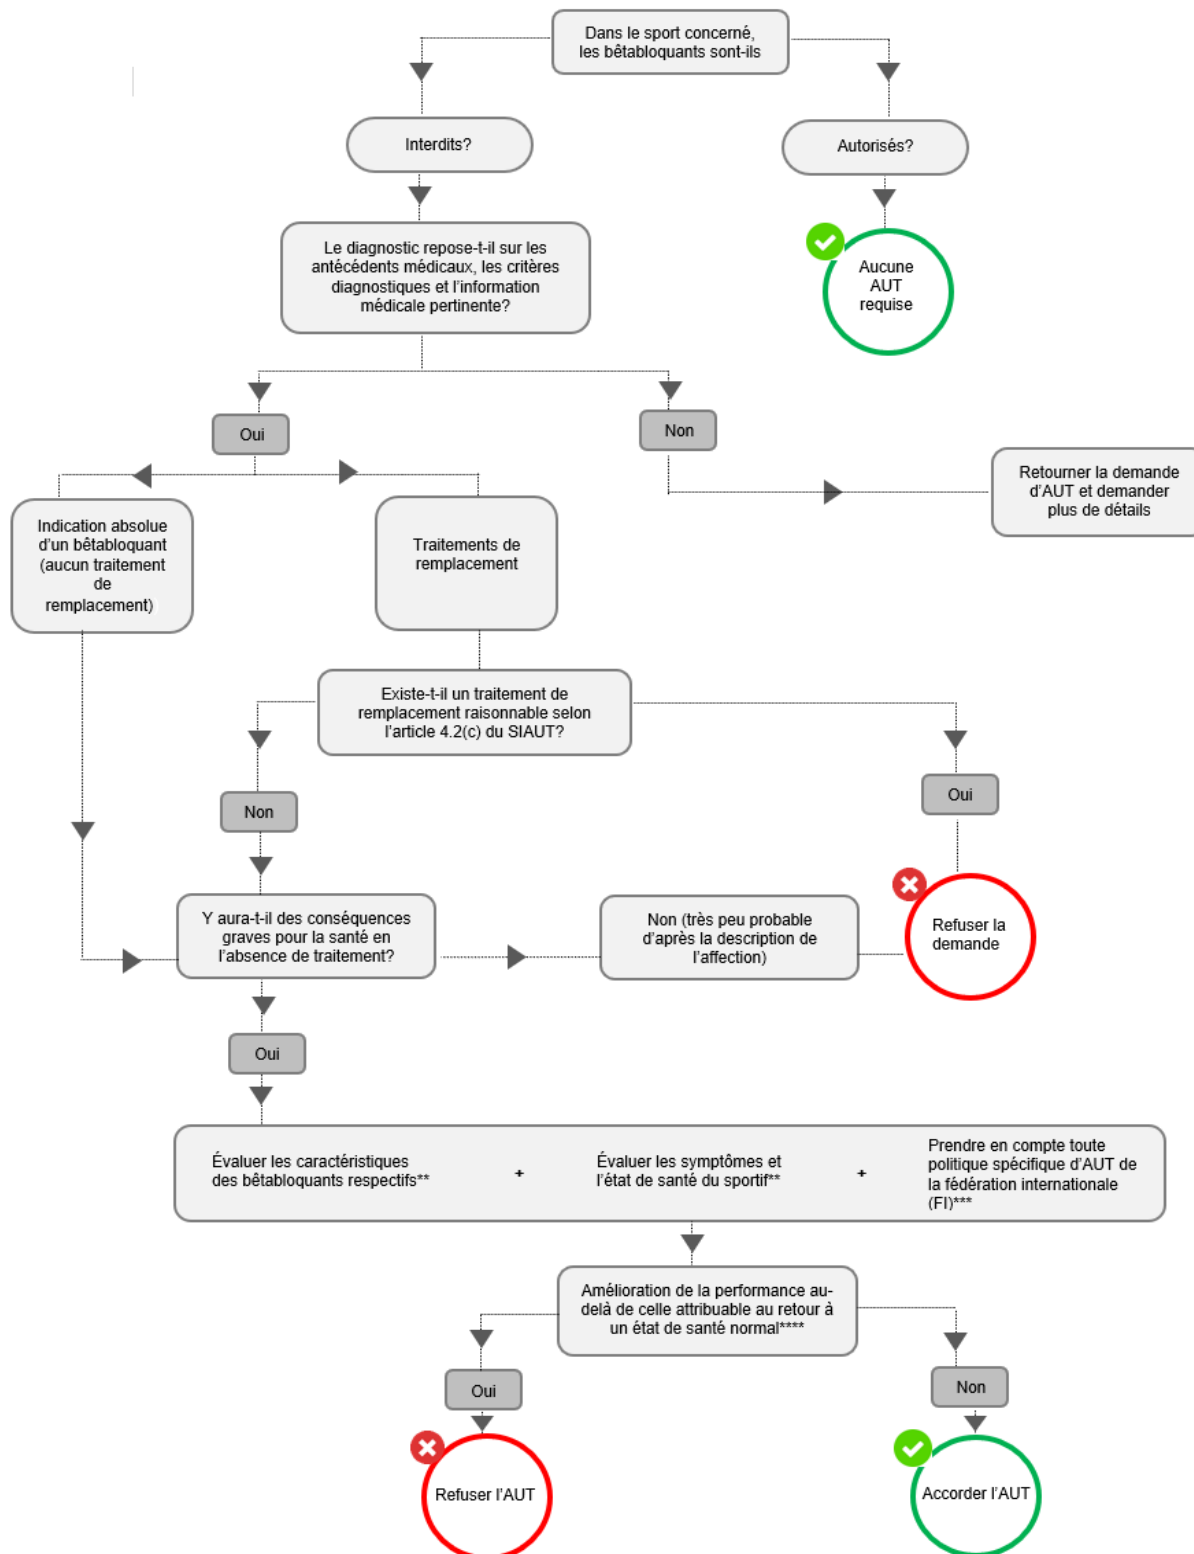 Dans le sport concerné,
les bêtabloquants sont-ils
Interdits?
Autorisés?
Le diagnostic repose-t-il sur les
antécédents médicaux, les critères
diagnostiques et l'information
médicale pertinente?
Aucune
AUT
requise
Oui
Non
Retourner la demande
d'AUT et demander
plus de détails
Indication absolue
d'un bêtabloquant
(aucun traitement
de
remplacement)
Traitements de
remplacement
Existe-t-il un traitement de
remplacement raisonnable selon
l'article 4.2(c) du SIAUT?
Non
Oui
Y aura-t-il des conséquences
graves pour la santé en
l'absence de traitement?
Non (très peu probable
d'après la description de
l'affection)
Refuser la
demande
Oui
Évaluer les caractéristiques
des bêtabloquants respectifs**
+
Évaluer les symptômes et
l'état de santé du sportif**
+
Prendre en compte toute
politique spécifique d'AUT de
la fédération internationale
(FI)***
Amélioration de la performance au-
delà de celle attribuable au retour à
un état de santé normal****
Oui
Non
Refuser l'AUT
Accorder l'AUT